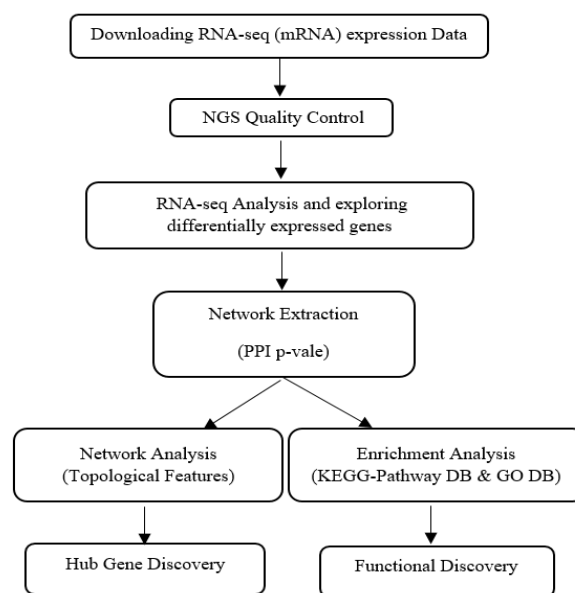 Downloading RNA-seq (mRNA) expression Data
NGS Quality Control
RNA-seq Analysis and exploring
differentially expressed genes
Network Extraction
(PPI p-vale)
Network Analysis
(Topological Features)
Enrichment Analysis
(KEGG-Pathway DB & GO DB)
Hub Gene Discovery
Functional Discovery